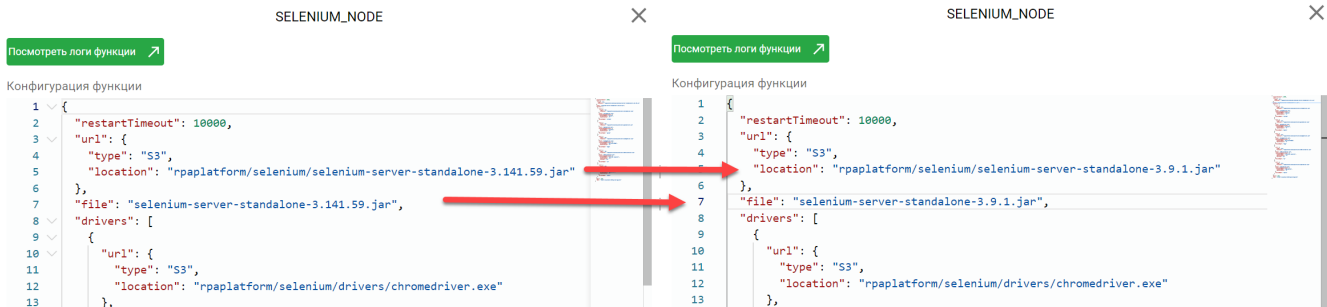 SELENIUM_NODE
Посмотреть логи функции
Конфигурация функции
1 {
2 "restartTimeout": 10000,
3 "url": {
4 "type": "S3",
5 "location": "rpaplatform/selenium/selenium-server-standalone-3.141.59.jar"
6 },
7 "file": "selenium-server-standalone-3.141.59.jar",
8 "drivers": [
9 {
10 "url": {
11 "type": "S3",
12 "location": "rpaplatform/selenium/drivers/chromedriver.exe"
13 },
SELENIUM_NODE
Посмотреть логи функции
Конфигурация функции
1 {
2 "restartTimeout": 10000,
3 "url": {
4 "type": "S3",
5 "location": "rpaplatform/selenium/selenium-server-standalone-3.9.1.jar"
6 },
7 "file": "selenium-server-standalone-3.9.1.jar",
8 "drivers": [
9 {
10 "url": {
11 "type": "S3",
12 "location": "rpaplatform/selenium/drivers/chromedriver.exe"
13 },